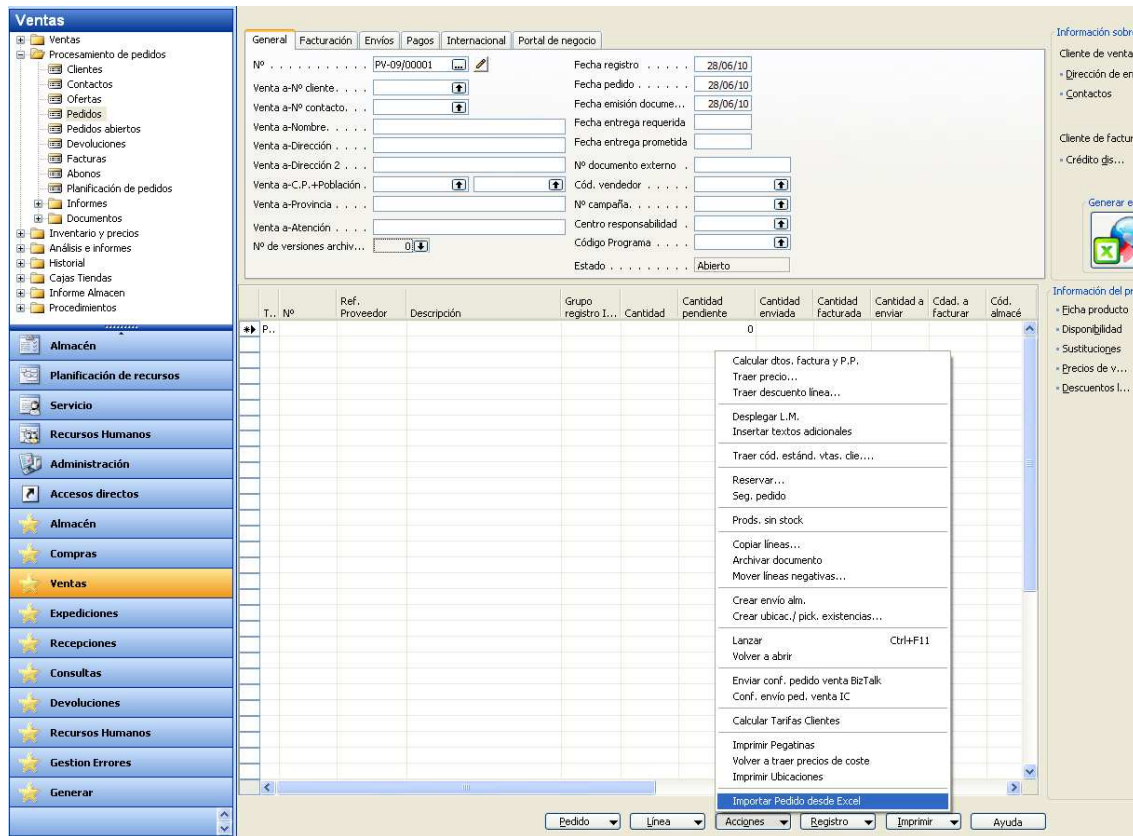 Ventas
Ventas
Procesamiento de pedidos
Clientes
Contactos
Ofertas
Pedidos
Pedidos abiertos
Devoluciones
Facturas
Abonos
Planificación de pedidos
Informes
Documentos
Inventario y precios
Análisis e informes
Historial
Cajas Tiendas
Informe Almacen
Procedimientos
Almacén
Planificación de recursos
Servicio
Recursos Humanos
Administración
Accesos directos
Almacén
Compras
Ventas
Expediciones
Recepciones
Consultas
Devoluciones
Recursos Humanos
Gestion Errores
Generar
General Facturación Envíos Pagos Internacional Portal de negocio
Nº . . . . . . . . . . . PV-09/00001 ...
Venta a-Nº cliente. . . .
Venta a-Nº contacto. . .
Venta a-Nombre. . . . .
Venta a-Dirección . . . .
Venta a-Dirección 2 . . .
Venta a-C.P.+Población .
Venta a-Provincia . . . .
Venta a-Atención . . . .
Nº de versiones archiv... 0
Fecha registro . . . . . 28/06/10
Fecha pedido . . . . . . 28/06/10
Fecha emisión docume... 28/06/10
Fecha entrega requerida
Fecha entrega prometida
Nº documento externo .
Cód. vendedor . . . . .
Nº campaña. . . . . . .
Centro responsabilidad .
Código Programa . . . .
Estado . . . . . . . . . Abierto
Información sobre
Cliente de venta
Dirección de en
Contactos
Cliente de factur
Crédito dis...
Generar e
T.. Nº Ref. Proveedor Descripción Grupo registro I... Cantidad Cantidad pendiente Cantidad enviada Cantidad facturada Cantidad a enviar Cdad. a facturar Cód. almacé
P.. 0
Información del pr
Ficha producto
Disponibilidad
Sustituciones
Precios de v...
Descuentos l...
Calcular dtos. factura y P.P.
Traer precio...
Traer descuento línea...
Desplegar L.M.
Insertar textos adicionales
Traer cód. estánd. vtas. clie....
Reservar...
Seg. pedido
Prods. sin stock
Copiar líneas...
Archivar documento
Mover líneas negativas...
Crear envío alm.
Crear ubicac./ pick. existencias...
Lanzar Ctrl+F11
Volver a abrir
Enviar conf. pedido venta BizTalk
Conf. envío ped. venta IC
Calcular Tarifas Clientes
Imprimir Pegatinas
Volver a traer precios de coste
Imprimir Ubicaciones
Importar Pedido desde Excel
Pedido Línea Acciones Registro Imprimir Ayuda